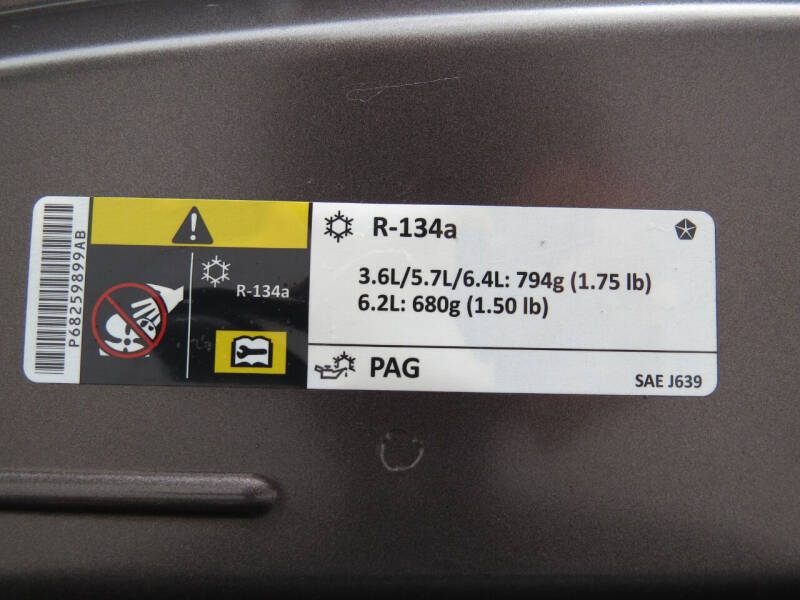 P68259899AB
R-134a
R-134a
3.6L/5.7L/6.4L: 794g (1.75 lb)
6.2L: 680g (1.50 lb)
PAG
SAE J639